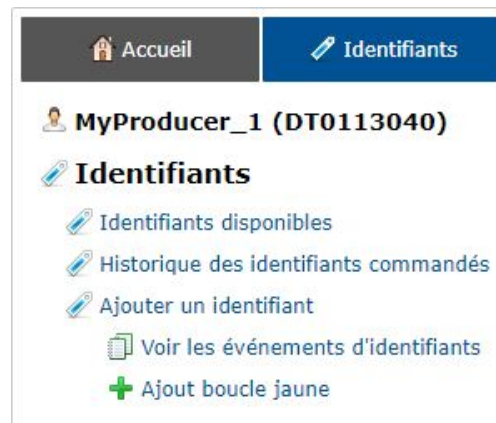 Accueil
Identifiants
MyProducer_1 (DT0113040)
Identifiants
Identifiants disponibles
Historique des identifiants commandés
Ajouter un identifiant
Voir les événements d'identifiants
Ajout boucle jaune